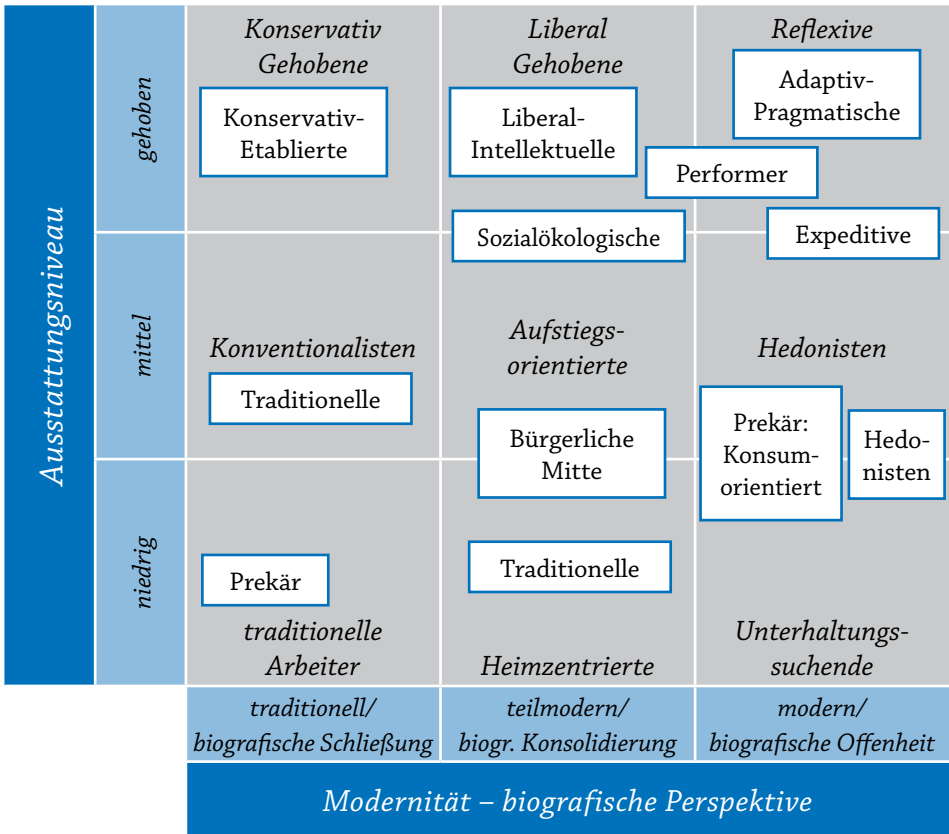 Ausstattungsniveau
gehoben
mittel
niedrig
Konservativ
Gehobene
Konservativ-
Etablierte
Liberal
Gehobene
Liberal-
Intellektuelle
Reflexive
Adaptiv-
Pragmatische
Performer
Sozialökologische
Expeditive
Konventionalisten
Traditionelle
Aufstiegs-
orientierte
Bürgerliche
Mitte
Hedonisten
Prekär:
Konsum-
orientiert
Hedo-
nisten
Prekär
traditionelle
Arbeiter
Traditionelle
Heimzentrierte
Unterhaltungs-
suchende
traditionell/
biografische Schließung
teilmodern/
biogr. Konsolidierung
modern/
biografische Offenheit
Modernität – biografische Perspektive